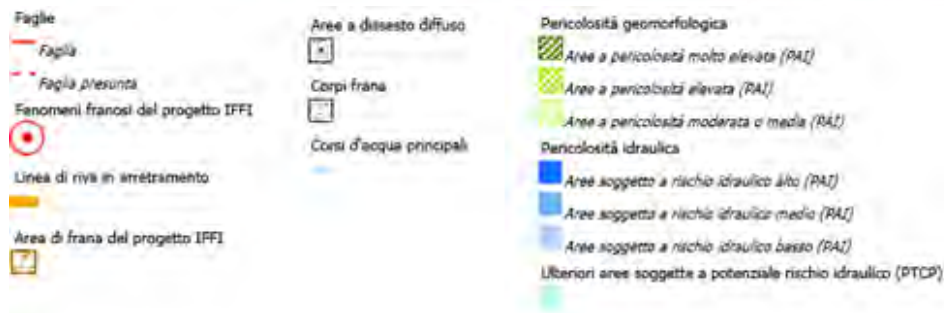 Faglie
Faglia
Faglia presunta
Fenomeni franosi del progetto IFFI
Linea di riva in arretramento
Area di frana del progetto IFFI
Aree a dissesto diffuso
Corpi frana
Corsi d'acqua principali
Pericolosità geomorfologica
Aree a pericolosità molto elevata (PAI)
Aree a pericolosità elevata (PAI)
Aree a pericolosità moderata o media (PAI)
Pericolosità idraulica
Aree soggetto a rischio idraulico alto (PAI)
Aree soggetto a rischio idraulico medio (PAI)
Aree soggetto a rischio idraulico basso (PAI)
Ulteriori aree soggette a potenziale rischio idraulico (PTCP)